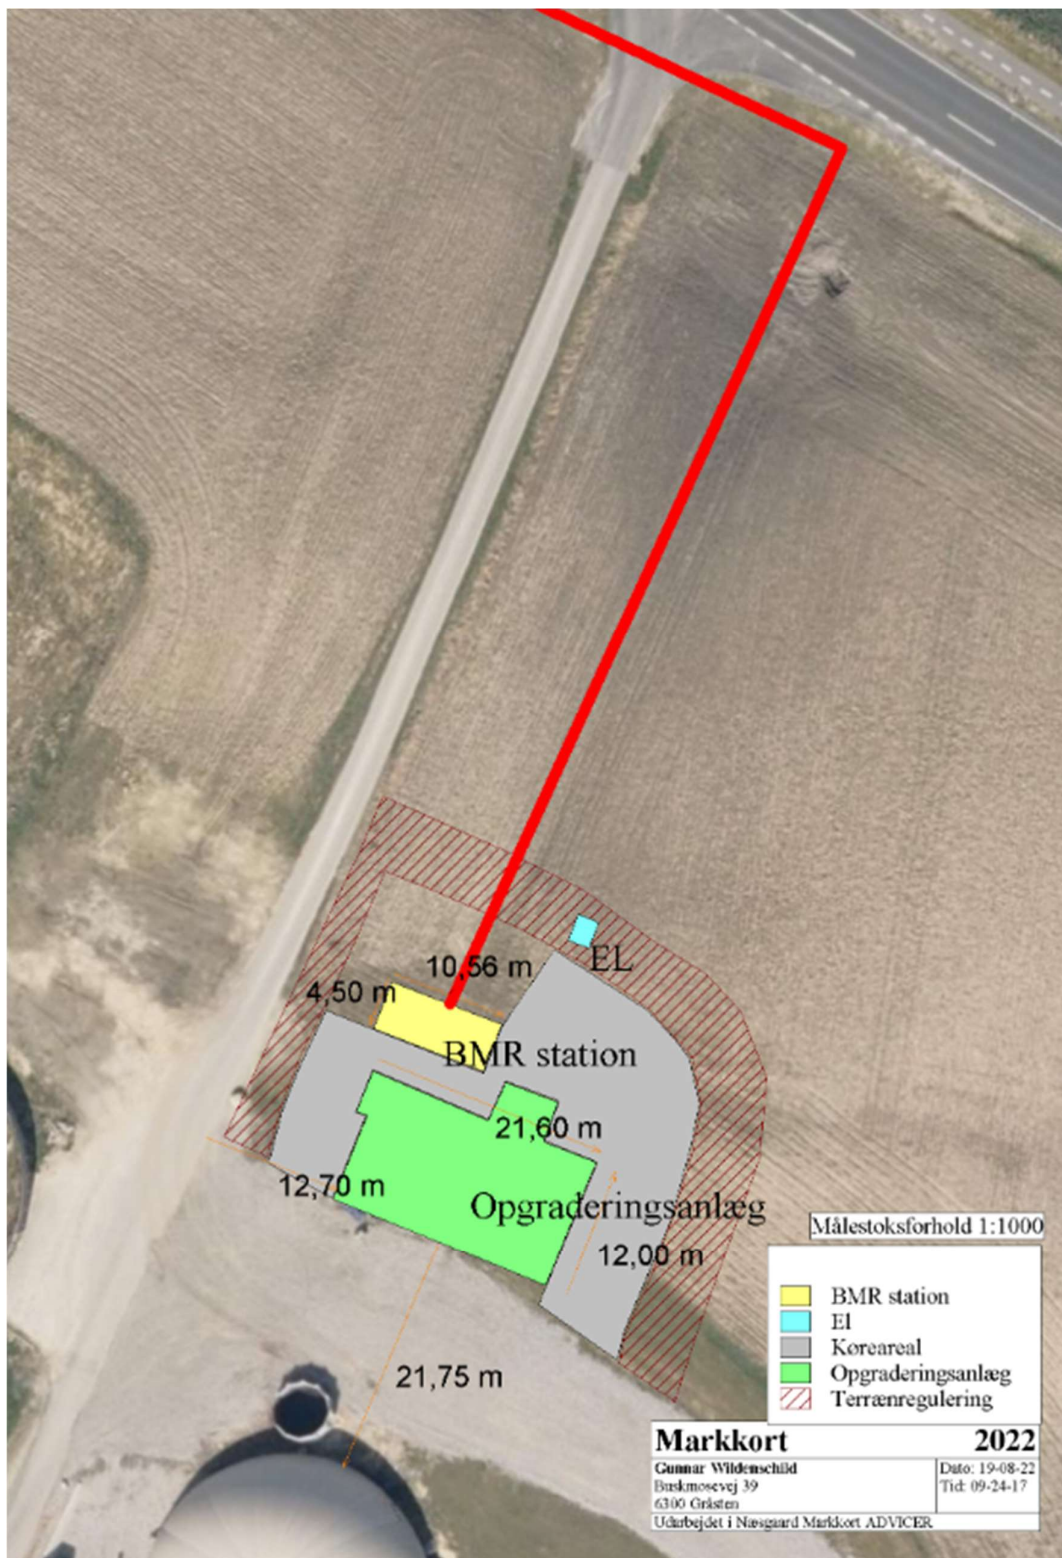 EL
10,56 m
4,50 m
BMR station
21,60 m
12,70 m
Opgraderingsanlæg
12,00 m
21,75 m
Målestoksforhold 1:1000
BMR station
El
Køreareal
Opgraderingsanlæg
Terrænregulering
Markkort 2022
Gunnar Wildenschild
Buskmosevej 39
6300 Gråsten
Dato: 19-08-22
Tid: 09-24-17
Udarbejdet i Næsgaard Markkort ADVICER